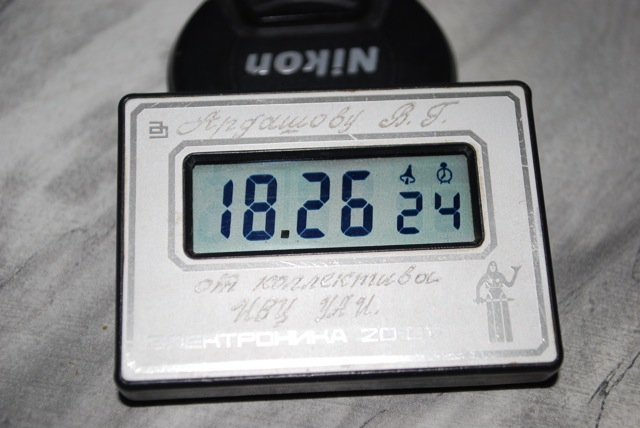 Nikon
Ардашову В. Г.
18.26 24
от коллектива
ИВЦ УАИ.
ЭЛЕКТРОНИКА